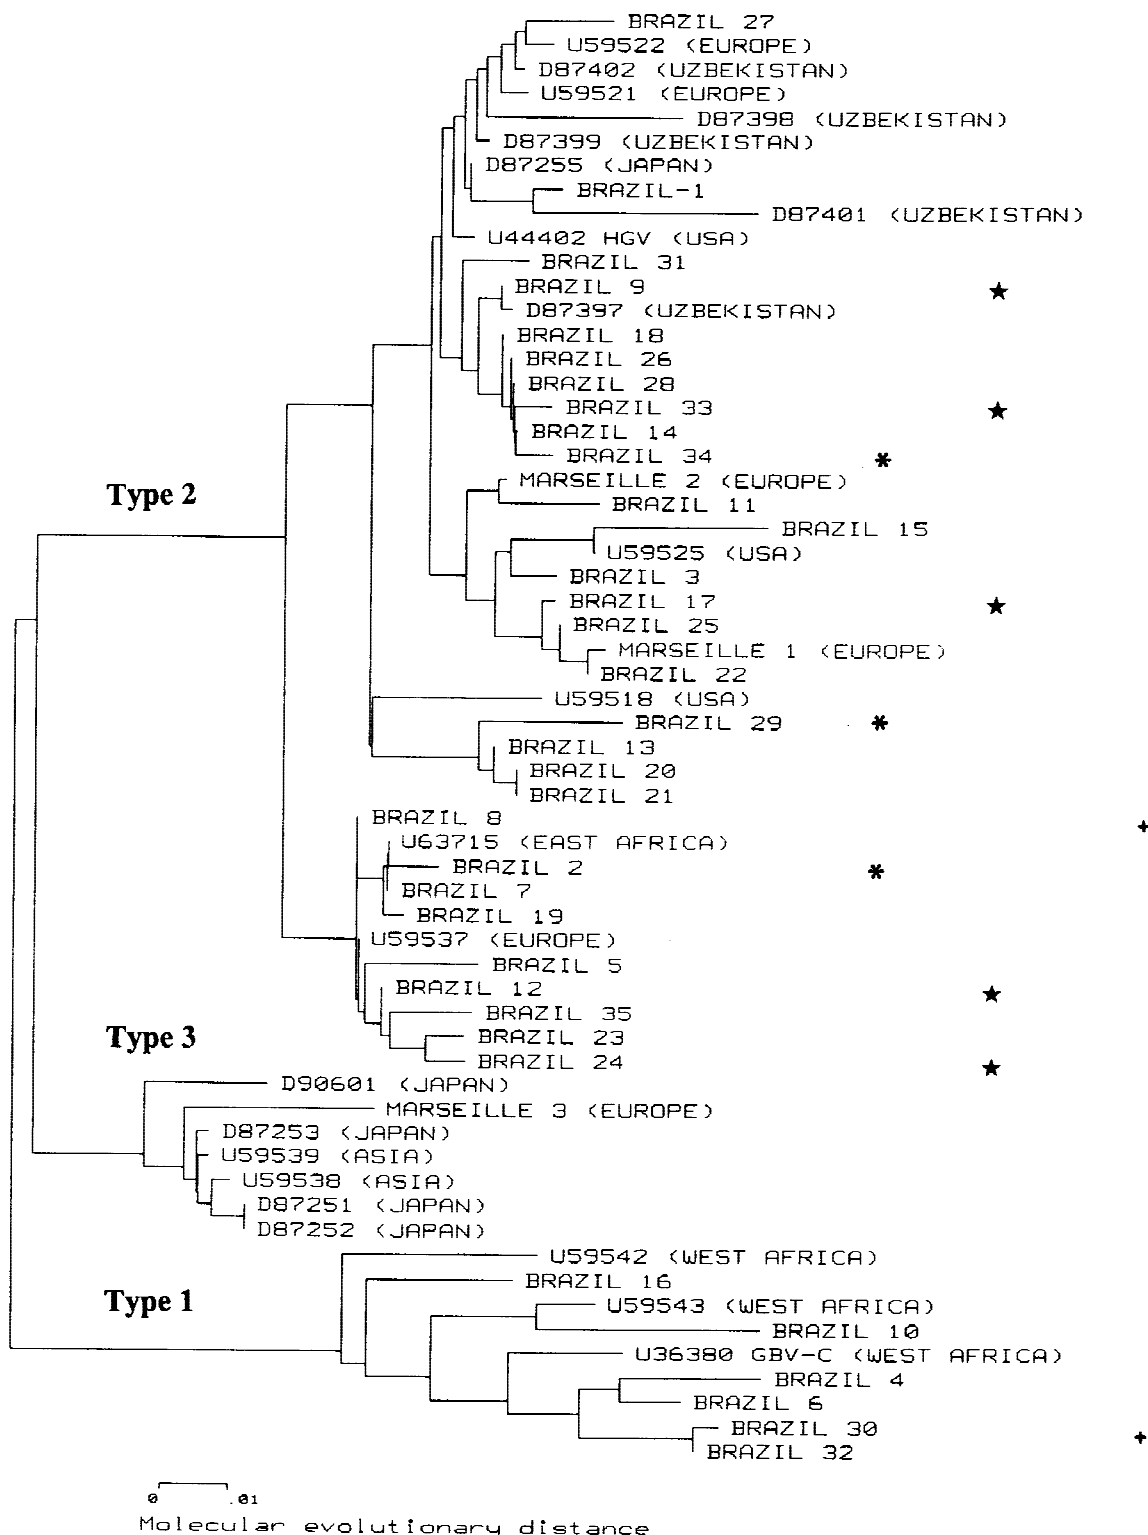 BRAZIL 27
U59522 (EUROPE)
D87402 (UZBEKISTAN)
U59521 (EUROPE)
D87398 (UZBEKISTAN)
D87399 (UZBEKISTAN)
D87255 (JAPAN)
BRAZIL-1
D87401 (UZBEKISTAN)
U44402 HGV (USA)
BRAZIL 31
BRAZIL 9 ★
D87397 (UZBEKISTAN)
BRAZIL 18
BRAZIL 26
BRAZIL 28
BRAZIL 33 ★
BRAZIL 14
BRAZIL 34 *
MARSEILLE 2 (EUROPE)
Type 2
BRAZIL 11
BRAZIL 15
U59525 (USA)
BRAZIL 3
BRAZIL 17 ★
BRAZIL 25
MARSEILLE 1 (EUROPE)
BRAZIL 22
U59518 (USA)
BRAZIL 29 *
BRAZIL 13
BRAZIL 20
BRAZIL 21
BRAZIL 8 +
U63715 (EAST AFRICA)
BRAZIL 2 *
BRAZIL 7
BRAZIL 19
U59537 (EUROPE)
BRAZIL 5
BRAZIL 12 ★
BRAZIL 35
Type 3
BRAZIL 23
BRAZIL 24 ★
D90601 (JAPAN)
MARSEILLE 3 (EUROPE)
D87253 (JAPAN)
U59539 (ASIA)
U59538 (ASIA)
D87251 (JAPAN)
D87252 (JAPAN)
U59542 (WEST AFRICA)
BRAZIL 16
Type 1
U59543 (WEST AFRICA)
BRAZIL 10
U36380 GBV-C (WEST AFRICA)
BRAZIL 4
BRAZIL 6
BRAZIL 30
BRAZIL 32 +
0 .01
Molecular evolutionary distance